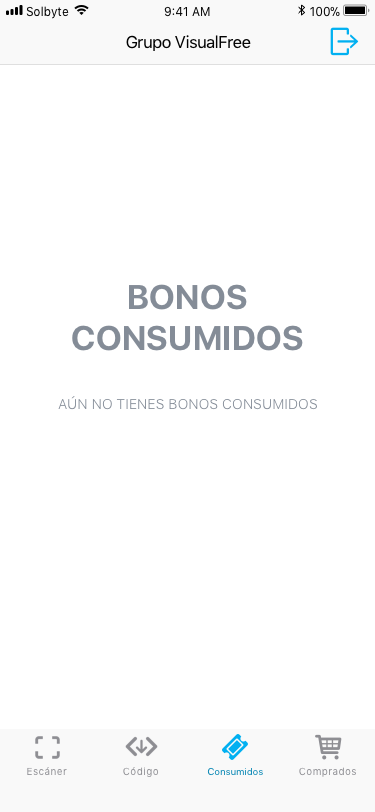 Solbyte 9:41 AM 100%
Grupo VisualFree
BONOS
CONSUMIDOS
AÚN NO TIENES BONOS CONSUMIDOS
Escáner Código Consumidos Comprados